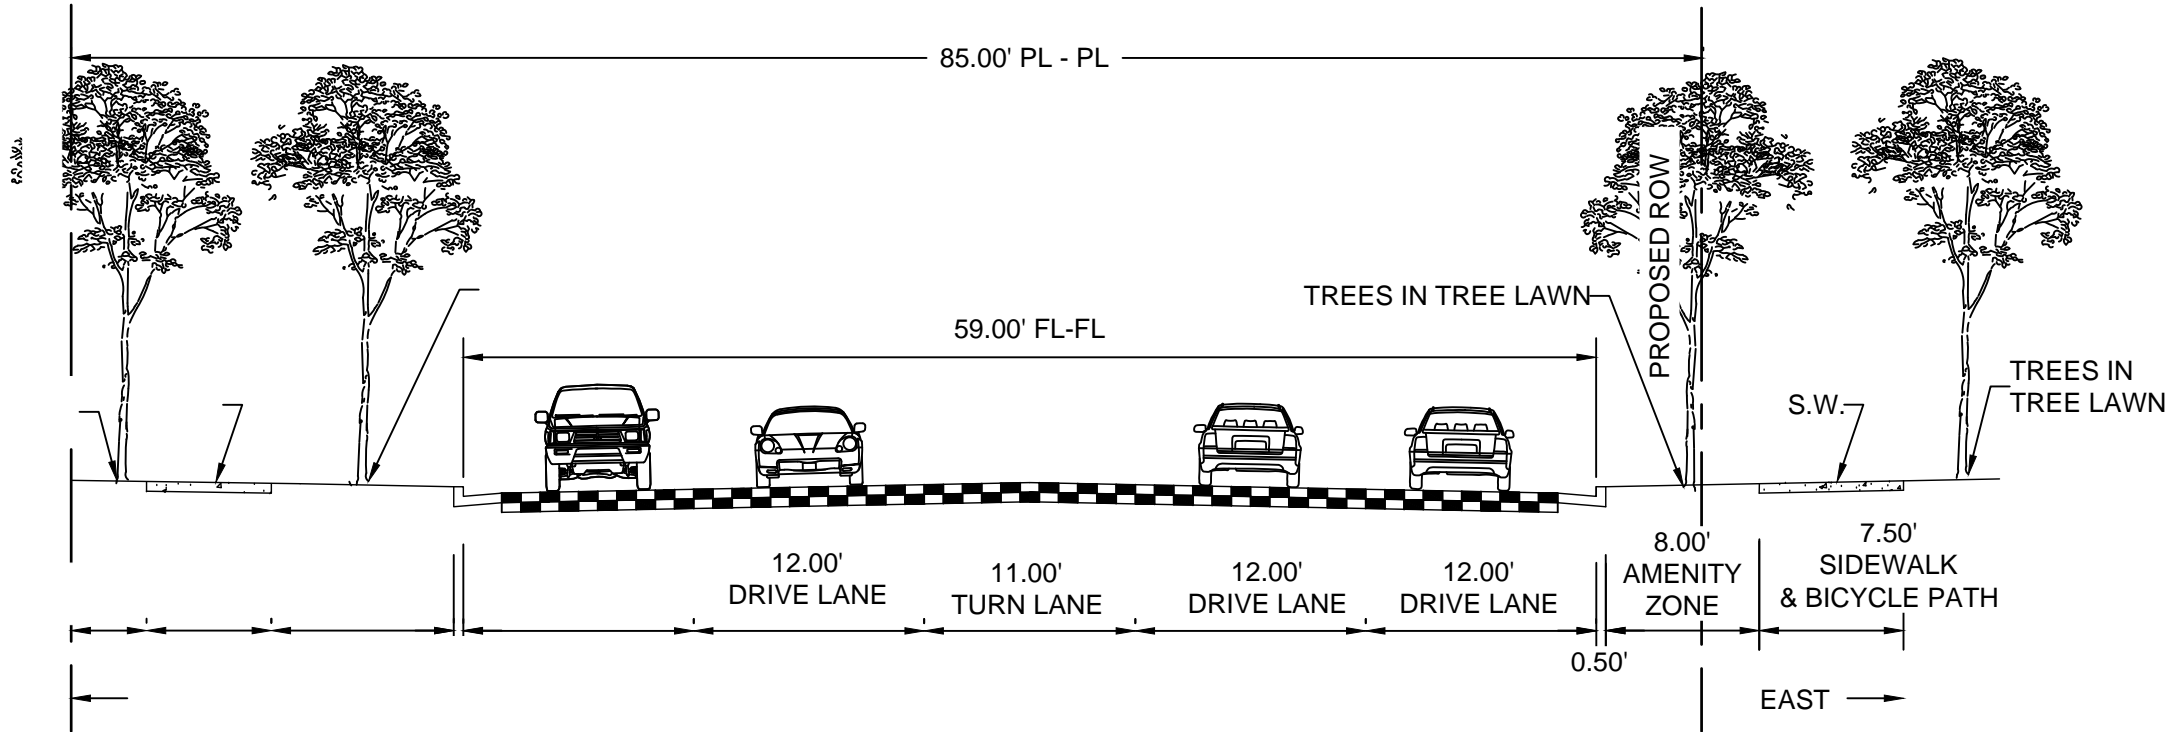 85.00' PL - PL
PROPOSED ROW
TREES IN TREE LAWN
59.00' FL-FL
TREES IN
TREE LAWN
S.W.
12.00'
DRIVE LANE
11.00'
TURN LANE
12.00'
DRIVE LANE
12.00'
DRIVE LANE
8.00'
AMENITY
ZONE
7.50'
SIDEWALK
& BICYCLE PATH
0.50'
EAST